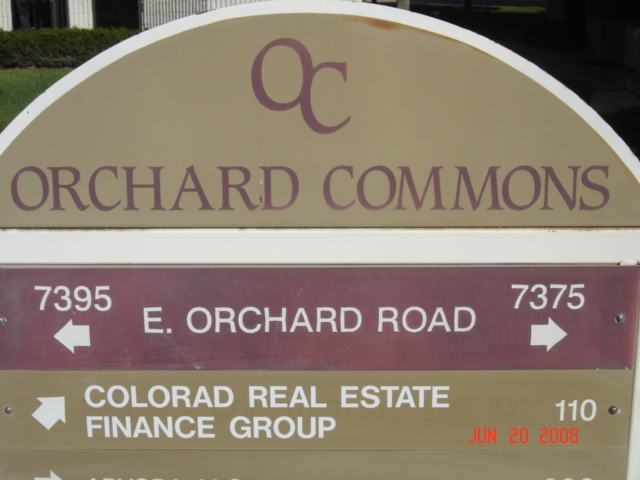 OC
ORCHARD COMMONS
7395 E. ORCHARD ROAD 7375
COLORAD REAL ESTATE
FINANCE GROUP 110
JUN 20 2008